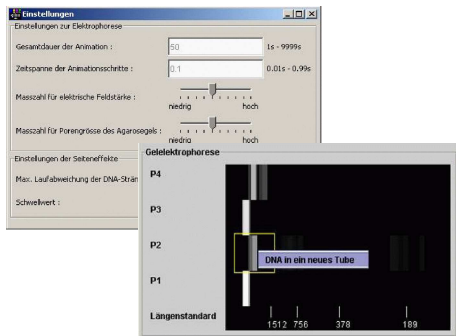 Einstellungen
Einstellungen zur Elektrophorese
Gesamtdauer der Animation :
50
1s - 9999s
Zeitspanne der Animationsschritte :
0.1
0.01s - 0.99s
Masszahl für elektrische Feldstärke :
niedrig hoch
Masszahl für Porengrösse des Agarosegels :
niedrig hoch
Einstellungen der Seiteneffekte
Max. Laufabweichung der DNA-Strän
Schwellwert :
Gelelektrophorese
P4
P3
P2
DNA in ein neues Tube
P1
Längenstandard
1512 756 378 189